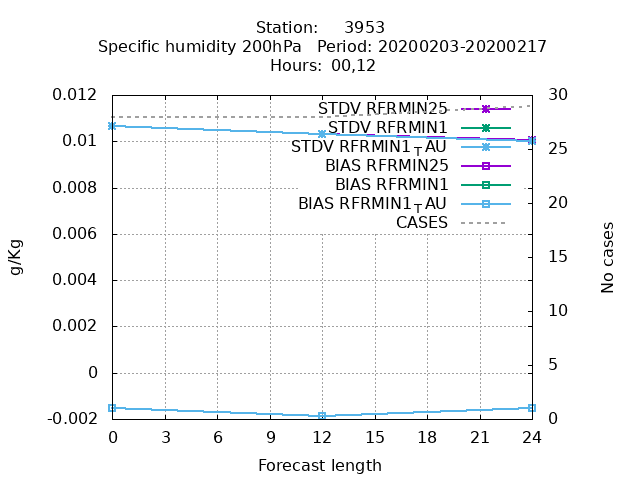 Station:     3953
Specific humidity 200hPa   Period: 20200203-20200217
Hours:  00,12
0.012
0.01
0.008
0.006
0.004
0.002
0
-0.002
g/Kg
STDV RFRMIN25
STDV RFRMIN1
STDV RFRMIN1TAU
BIAS RFRMIN25
BIAS RFRMIN1
BIAS RFRMIN1TAU
CASES
30
25
20
15
10
5
0
No cases
0 3 6 9 12 15 18 21 24
Forecast length